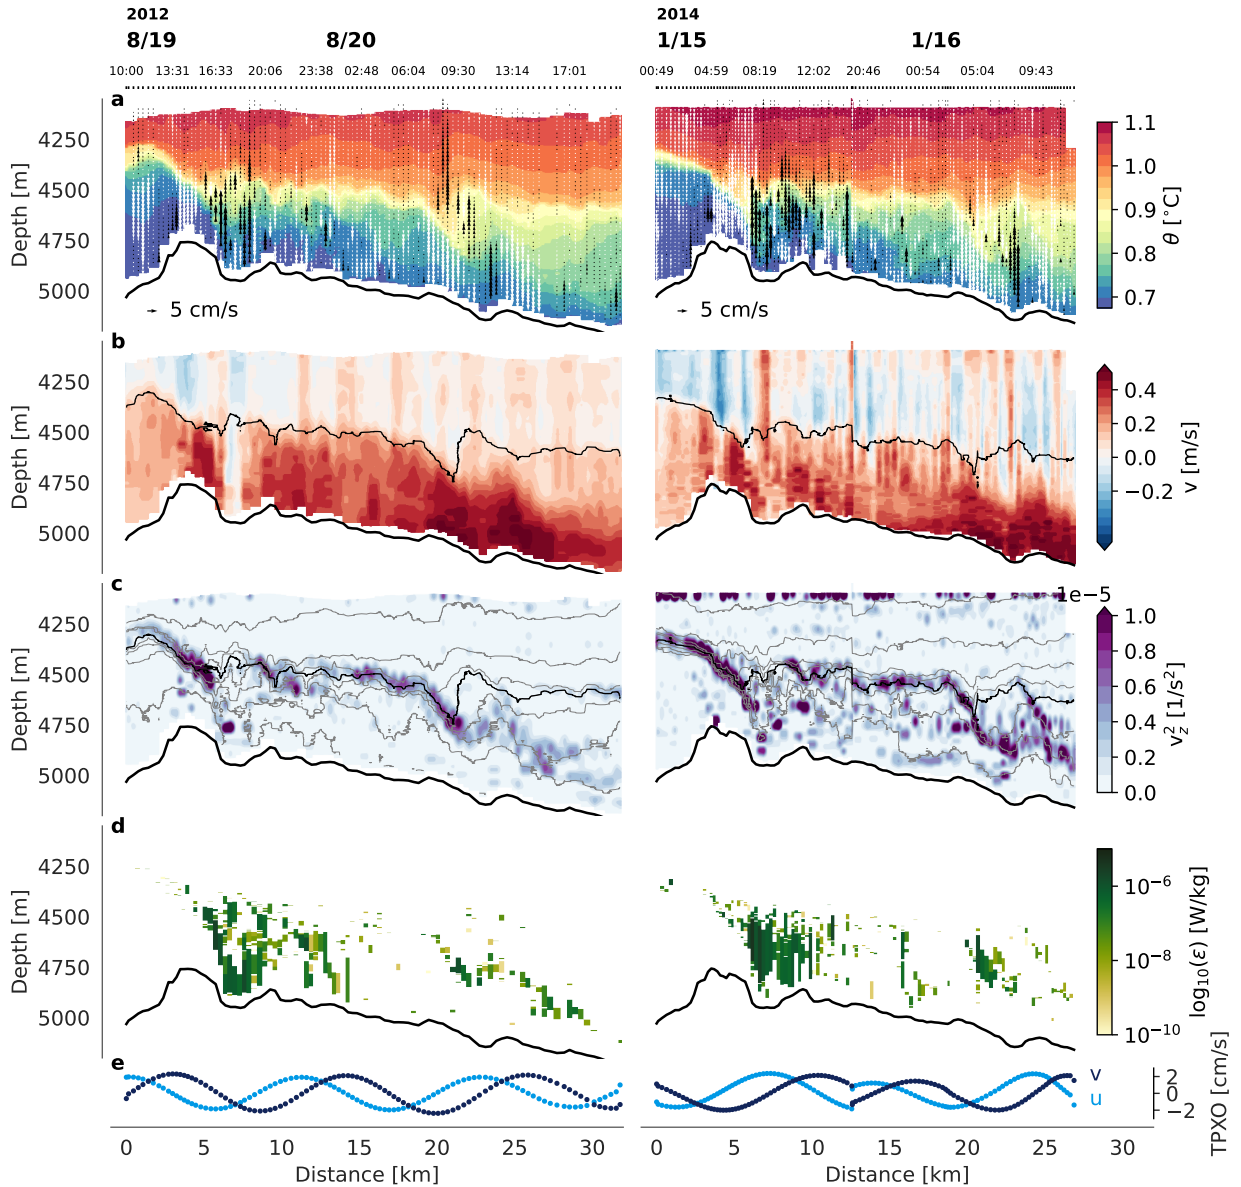 2012
2014
8/19 8/20
1/15 1/16
10:00 13:31 16:33 20:06 23:38 02:48 06:04 09:30 13:14 17:01
00:49 04:59 08:19 12:02 20:46 00:54 05:04 09:43
a
Depth [m]
4250
4500
4750
5000
5 cm/s
5 cm/s
1.1
1.0
0.9
0.8
0.7
θ [°C]
b
Depth [m]
4250
4500
4750
5000
0.4
0.2
0.0
−0.2
v [m/s]
c
Depth [m]
4250
4500
4750
5000
1e−5
1.0
0.8
0.6
0.4
0.2
0.0
v_z^2 [1/s^2]
d
Depth [m]
4250
4500
4750
5000
10^−6
10^−8
10^−10
log_10(ε) [W/kg]
e
v
u
2
0
−2
TPXO [cm/s]
0 5 10 15 20 25 30
0 5 10 15 20 25 30
Distance [km]
Distance [km]